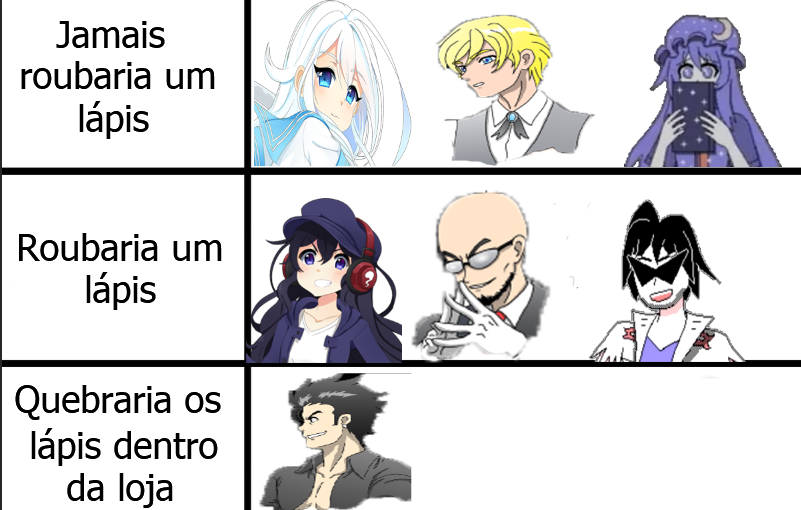 Jamais
roubaria um
lápis
Roubaria um
lápis
Quebraria os
lápis dentro
da loja